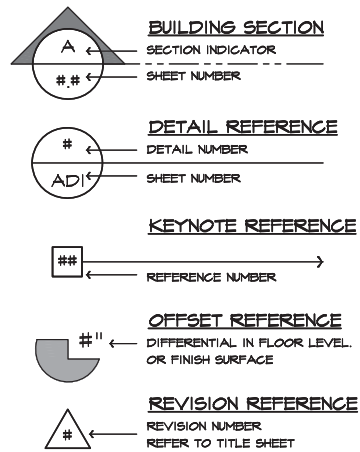 BUILDING SECTION
A
SECTION INDICATOR
#.#
SHEET NUMBER
DETAIL REFERENCE
#
DETAIL NUMBER
AD1
SHEET NUMBER
KEYNOTE REFERENCE
##
REFERENCE NUMBER
OFFSET REFERENCE
#"
DIFFERENTIAL IN FLOOR LEVEL.
OR FINISH SURFACE
REVISION REFERENCE
REVISION NUMBER
#
REFER TO TITLE SHEET